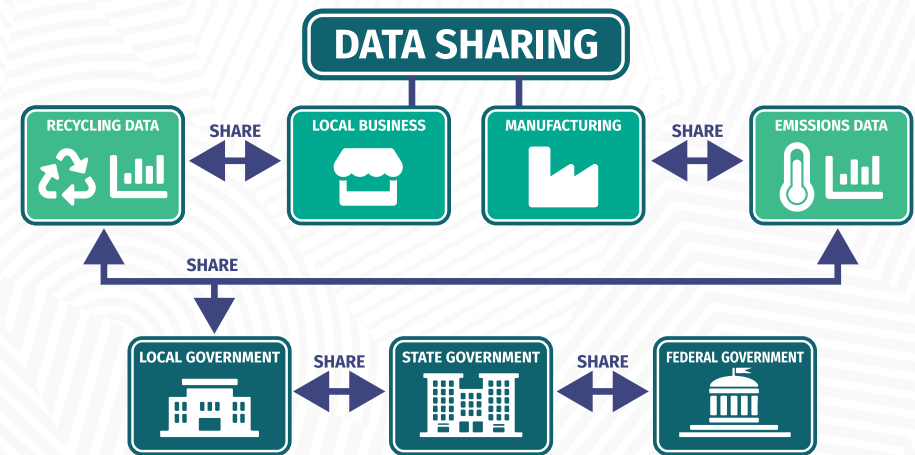 DATA SHARING
RECYCLING DATA
SHARE
LOCAL BUSINESS
MANUFACTURING
SHARE
EMISSIONS DATA
SHARE
LOCAL GOVERNMENT
SHARE
STATE GOVERNMENT
SHARE
FEDERAL GOVERNMENT